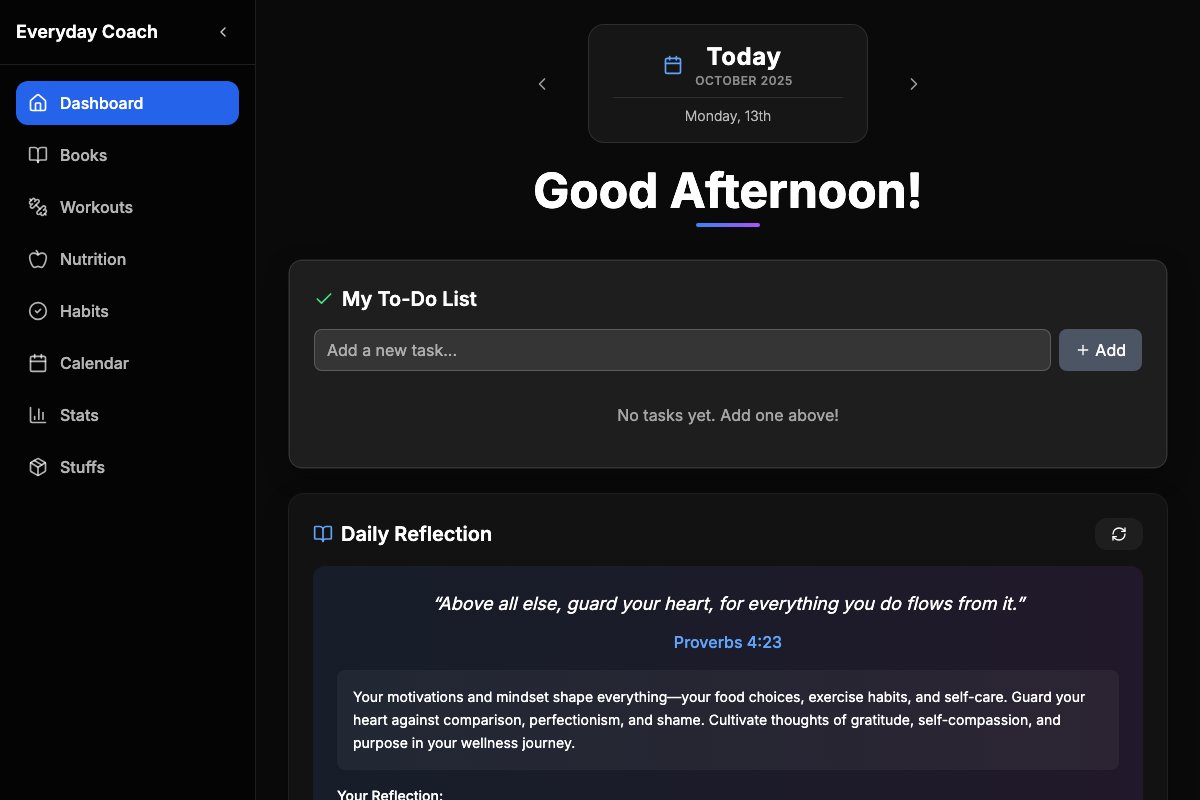 Everyday Coach
Dashboard
Books
Workouts
Nutrition
Habits
Calendar
Stats
Stuffs
Today
OCTOBER 2025
Monday, 13th
Good Afternoon!
My To-Do List
Add a new task...
+ Add
No tasks yet. Add one above!
Daily Reflection
“Above all else, guard your heart, for everything you do flows from it.”
Proverbs 4:23
Your motivations and mindset shape everything—your food choices, exercise habits, and self-care. Guard your
heart against comparison, perfectionism, and shame. Cultivate thoughts of gratitude, self-compassion, and
purpose in your wellness journey.
Your Reflection: